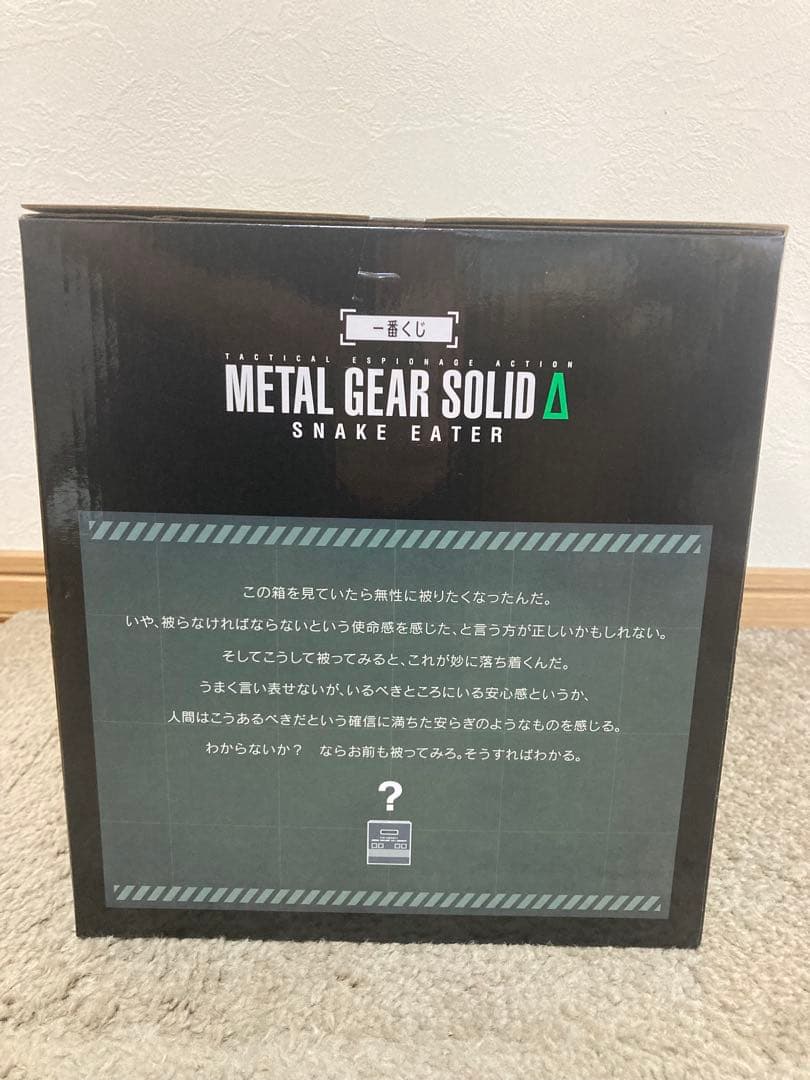 一番くじ
TACTICAL ESPIONAGE ACTION
METAL GEAR SOLID Δ
SNAKE EATER
この箱を見ていたら無性に被りたくなったんだ。
いや、被らなければならないという使命感を感じた、と言う方が正しいかもしれない。
そしてこうして被ってみると、これが妙に落ち着くんだ。
うまく言い表せないが、いるべきところにいる安心感というか、
人間はこうあるべきだという確信に満ちた安らぎのようなものを感じる。
わからないか？　ならお前も被ってみろ。そうすればわかる。
?